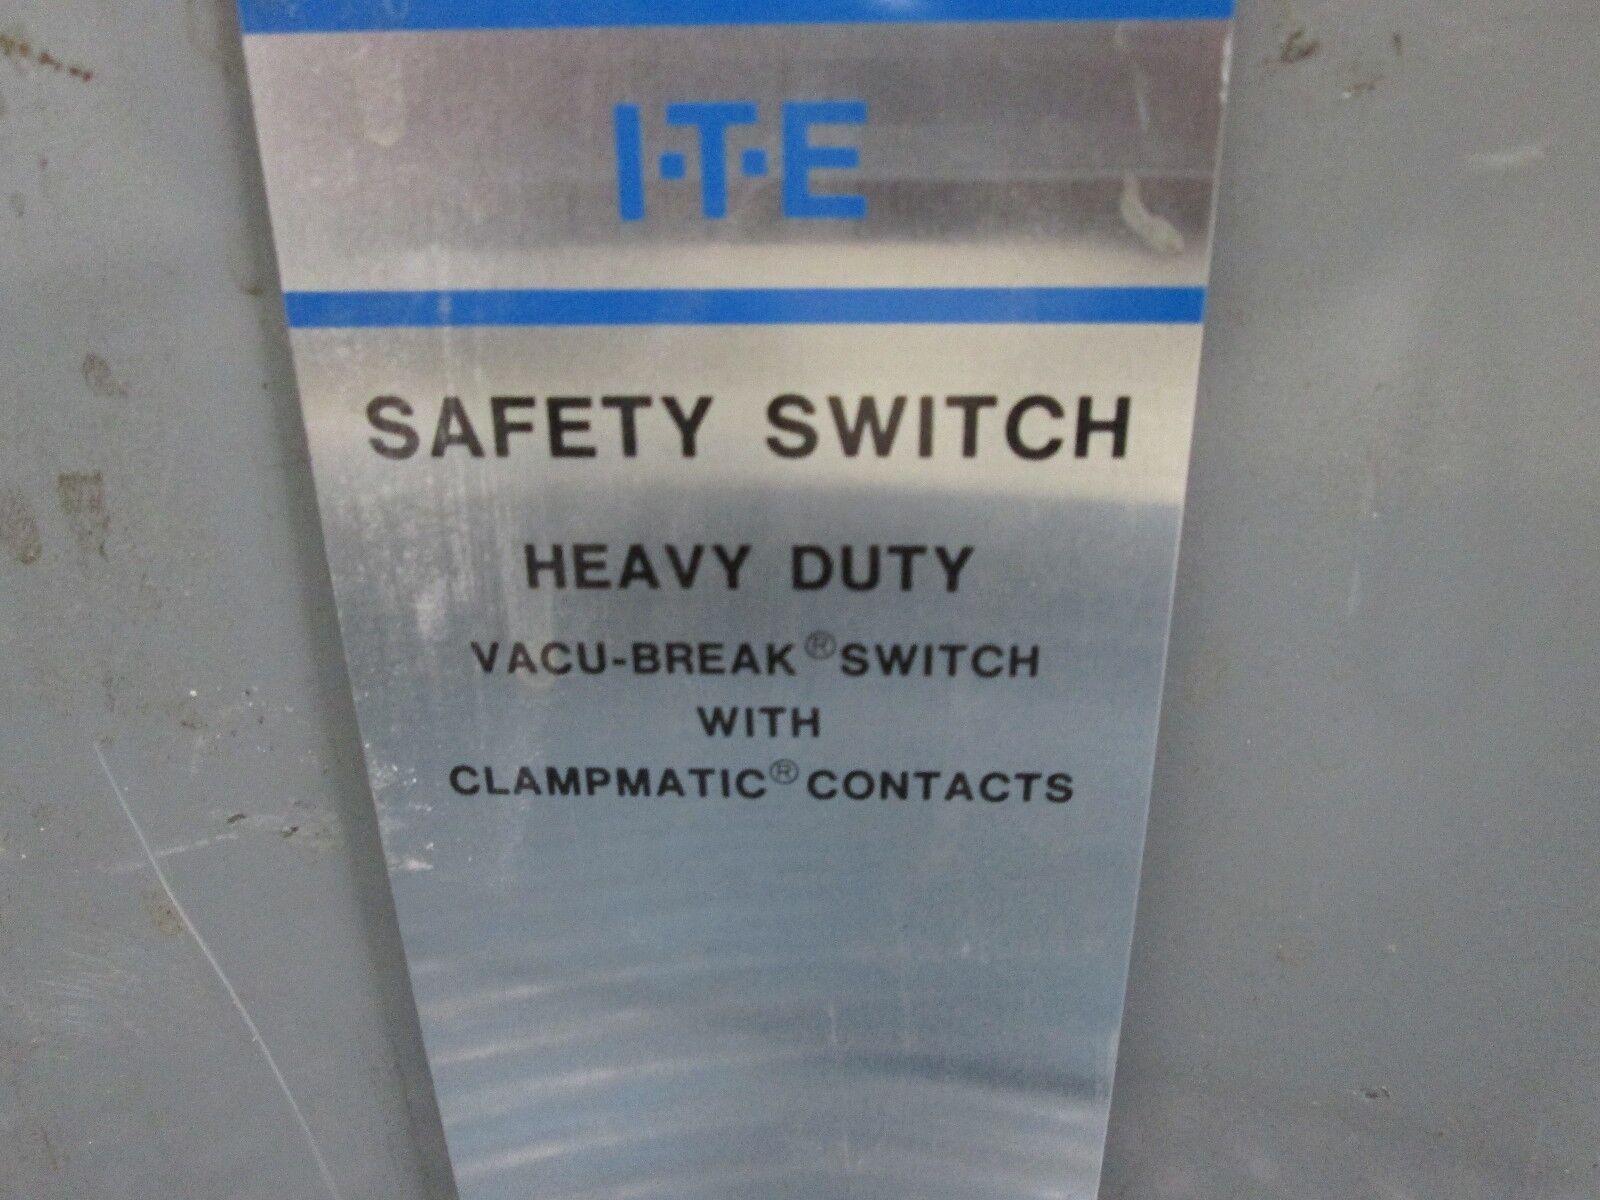 I·T·E
SAFETY SWITCH
HEAVY DUTY
VACU-BREAK® SWITCH
WITH
CLAMPMATIC® CONTACTS